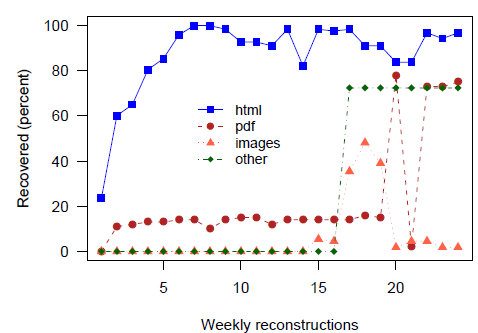 Recovered (percent)
100
80
60
40
20
0
html
pdf
images
other
5
10
15
20
Weekly reconstructions